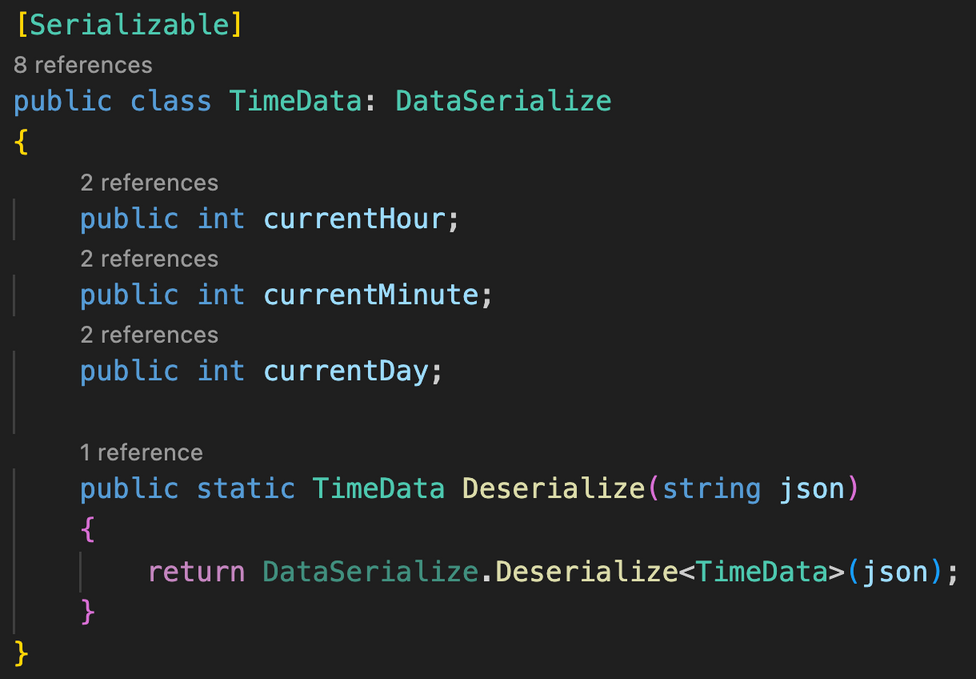 [Serializable]
8 references
public class TimeData: DataSerialize
{
2 references
public int currentHour;
2 references
public int currentMinute;
2 references
public int currentDay;
1 reference
public static TimeData Deserialize(string json)
{
return DataSerialize.Deserialize<TimeData>(json);
}
}